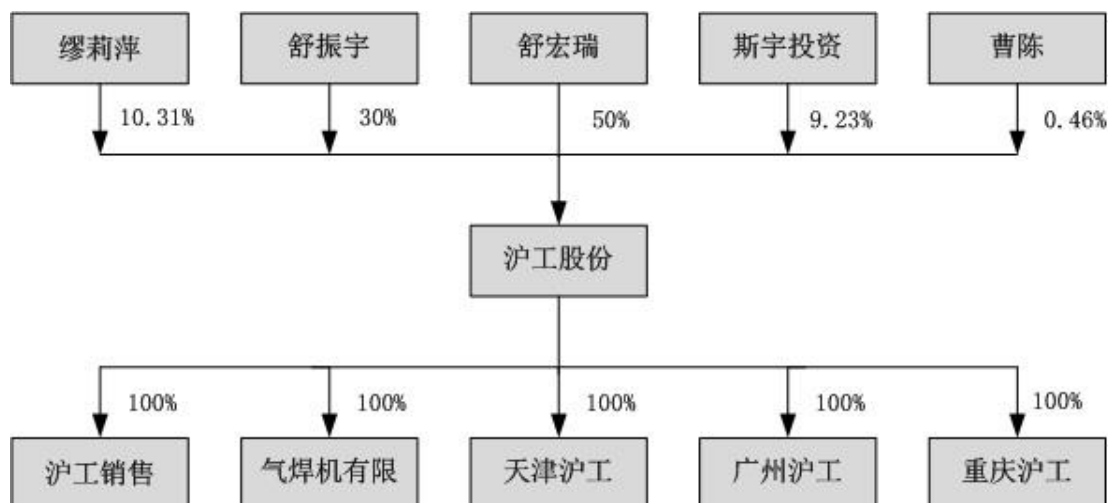 缪莉萍
舒振宇
舒宏瑞
斯宇投资
曹陈
10.31%
30%
50%
9.23%
0.46%
沪工股份
100%
100%
100%
100%
100%
沪工销售
气焊机有限
天津沪工
广州沪工
重庆沪工